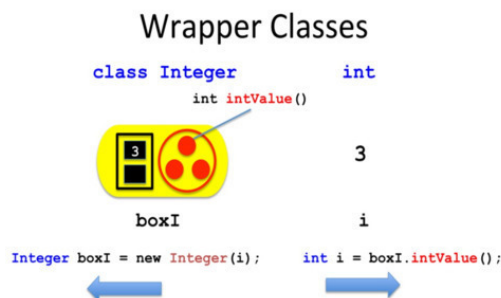 Wrapper Classes
class Integer
int
int intValue()
3
3
boxI
i
Integer boxI = new Integer(i);
int i = boxI.intValue();